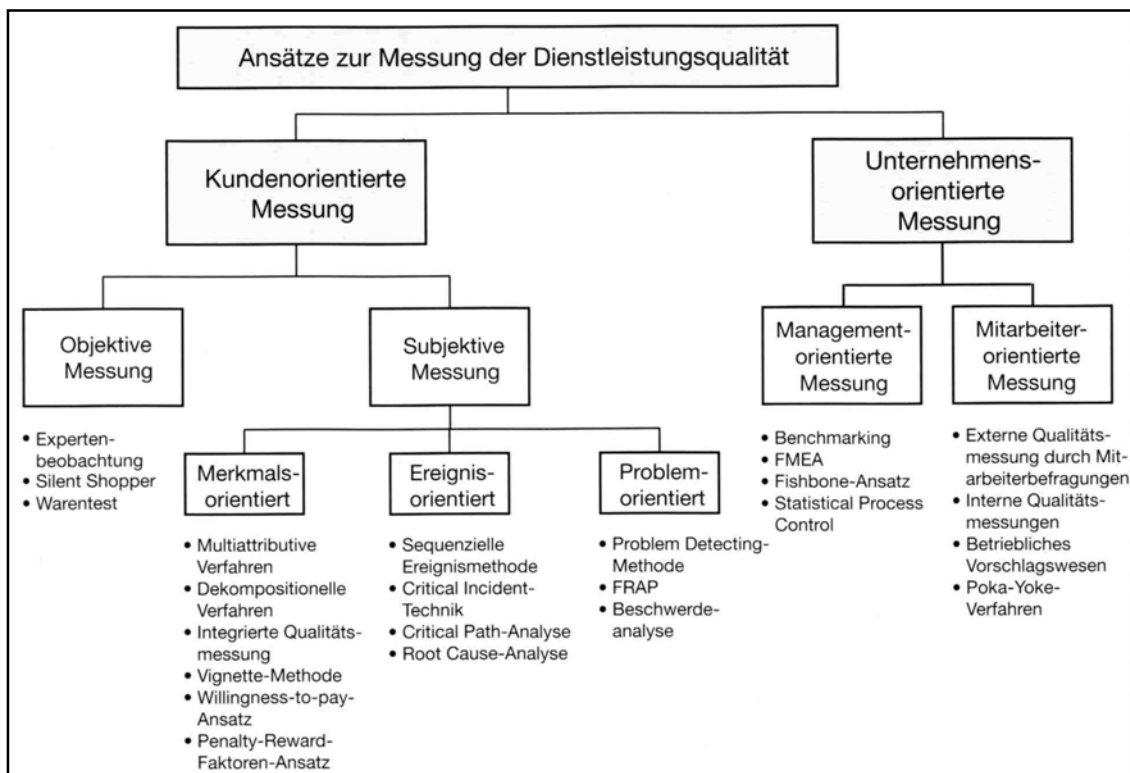 Ansätze zur Messung der Dienstleistungsqualität
Kundenorientierte
Messung
Unternehmens-
orientierte
Messung
Objektive
Messung
Subjektive
Messung
Management-
orientierte
Messung
Mitarbeiter-
orientierte
Messung
• Experten-
beobachtung
• Silent Shopper
• Warentest
Merkmals-
orientiert
Ereignis-
orientiert
Problem-
orientiert
• Multiattributive
Verfahren
• Dekompositionelle
Verfahren
• Integrierte Qualitäts-
messung
• Vignette-Methode
• Willingness-to-pay-
Ansatz
• Penalty-Reward-
Faktoren-Ansatz
• Sequenzielle
Ereignismethode
• Critical Incident-
Technik
• Critical Path-Analyse
• Root Cause-Analyse
• Problem Detecting-
Methode
• FRAP
• Beschwerde-
analyse
• Benchmarking
• FMEA
• Fishbone-Ansatz
• Statistical Process
Control
• Externe Qualitäts-
messung durch Mit-
arbeiterbefragungen
• Interne Qualitäts-
messungen
• Betriebliches
Vorschlagswesen
• Poka-Yoke-
Verfahren